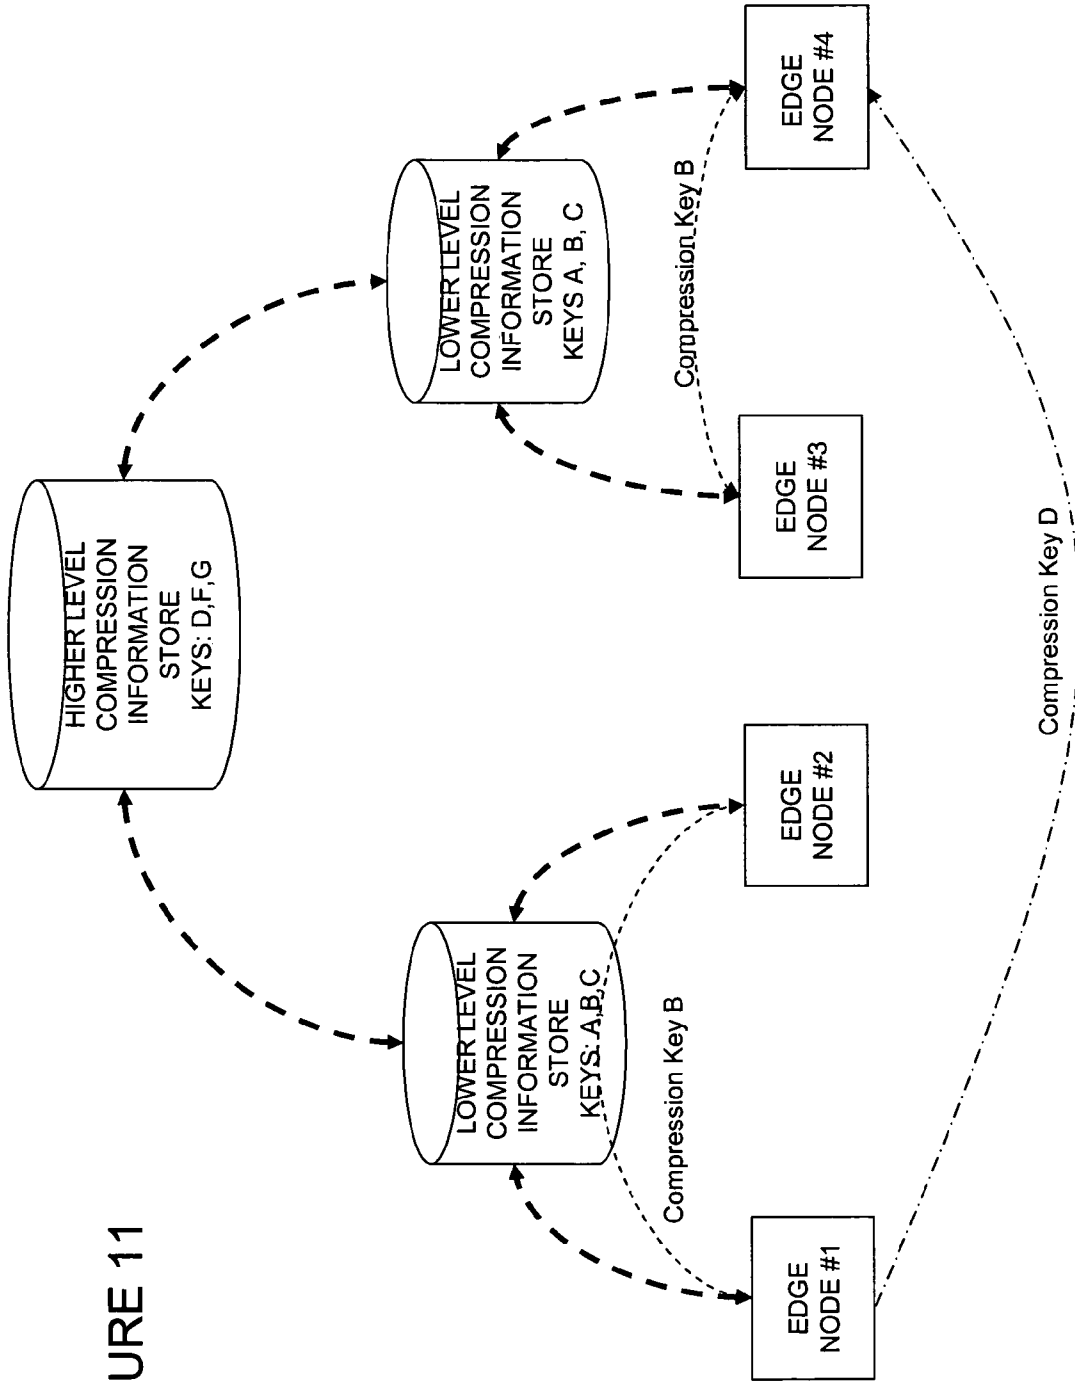 URE 11
HIGHER LEVEL
COMPRESSION
INFORMATION
STORE
KEYS: D,F,G
LOWER LEVEL
COMPRESSION
INFORMATION
STORE
KEYS: A,B,C
LOWER LEVEL
COMPRESSION
INFORMATION
STORE
KEYS A, B, C
Compression Key B
Compression Key B
EDGE
NODE #1
EDGE
NODE #2
EDGE
NODE #3
EDGE
NODE #4
Compression Key D